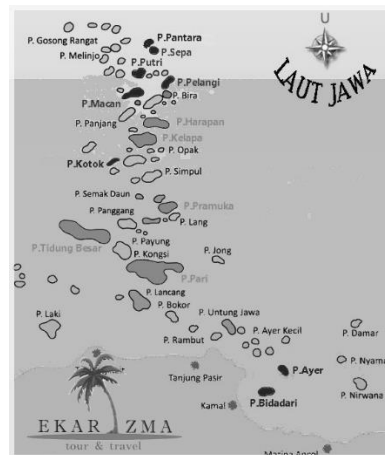 U
LAUT JAWA
P. Gosong Rangat
P.Pantara
P. Melinjo
P.Sepa
P.Putri
P.Pelangi
P. Bira
P.Macan
P. Panjang
P.Harapan
P.Kelapa
P. Opak
P.Kotok
P. Simpul
P. Semak Daun
P.Pramuka
P. Panggang
P. Lang
P.Tidung Besar
P. Payung
P. Kongsi
P. Jong
P.Pari
P. Lancang
P. Bokor
P. Laki
P. Untung Jawa
P. Rambut
P. Ayer Kecil
P. Damar
P. Nyamu
P.Ayer
P. Nirwana
Tanjung Pasir
P.Bidadari
Kamal
EKAR ZMA
tour & travel